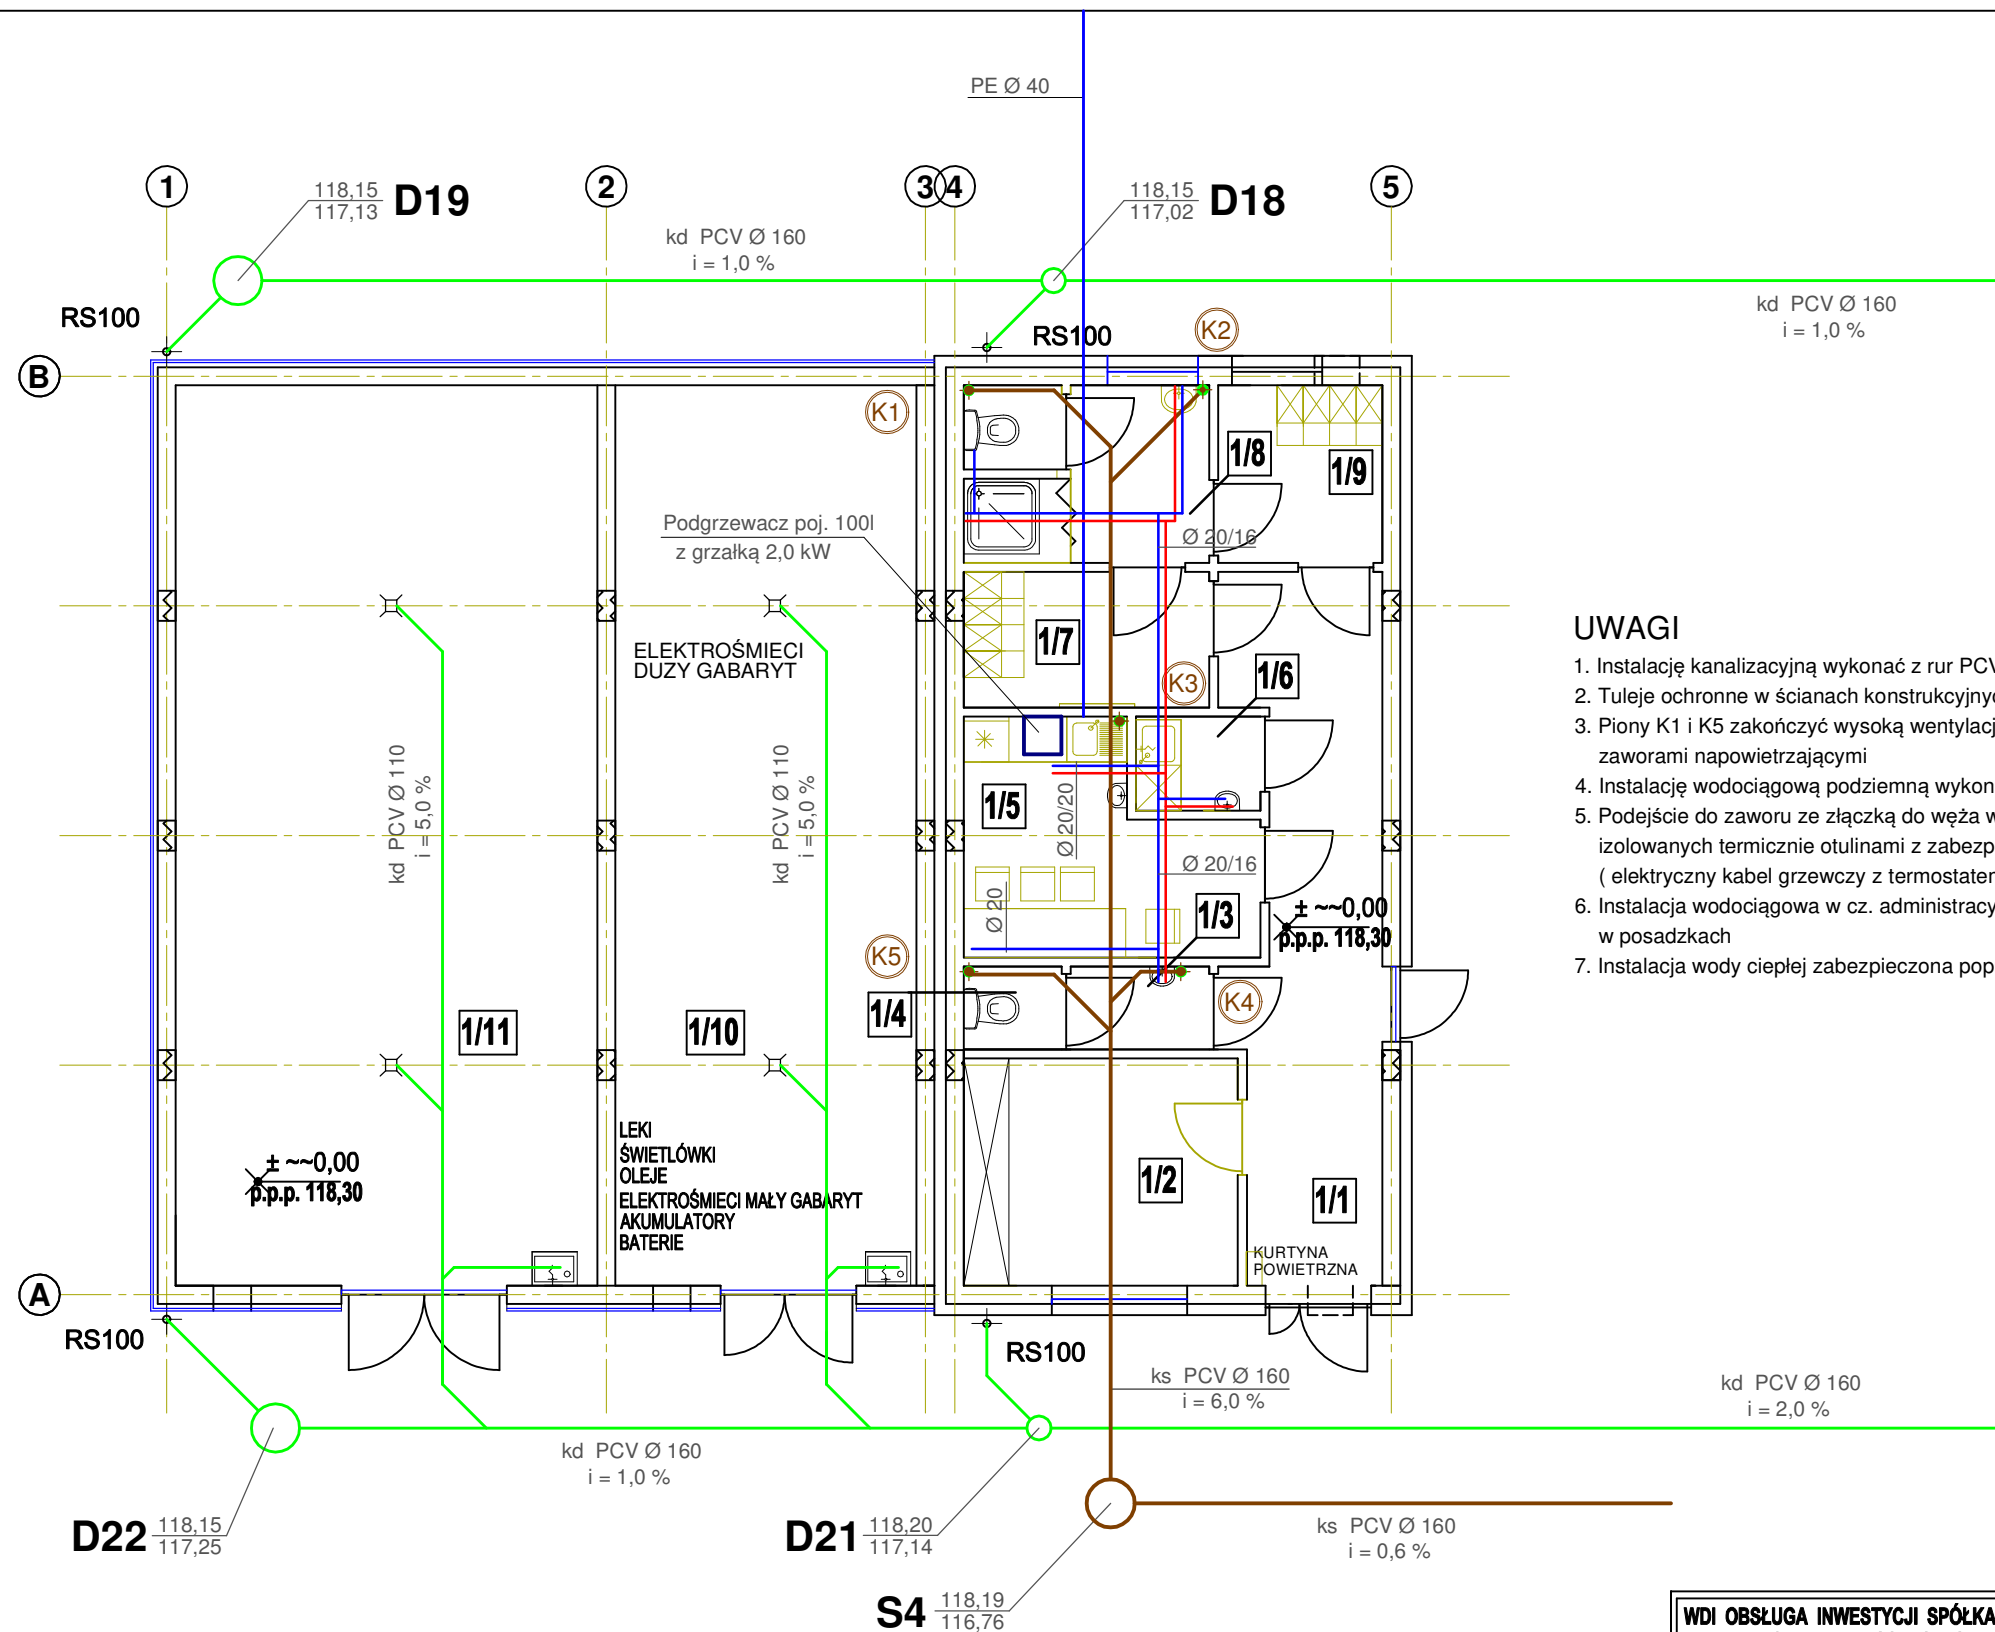 PE Ø 40
1
2
3
4
5
118,15
117,13
D19
118,15
117,02
D18
kd PCV Ø 160
i = 1,0 %
kd PCV Ø 160
i = 1,0 %
RS100
RS100
K2
B
K1
1/8
1/9
Podgrzewacz poj. 100l
z grzałką 2,0 kW
Ø 20/16
ELEKTROŚMIECI
DUZY GABARYT
1/7
K3
1/6
UWAGI
1. Instalację kanalizacyjną wykonać z rur PCV
2. Tuleje ochronne w ścianach konstrukcyjnyc
3. Piony K1 i K5 zakończyć wysoką wentylacj
zaworami napowietrzającymi
4. Instalację wodociągową podziemną wykon
5. Podejście do zaworu ze złączką do węża w
izolowanych termicznie otulinami z zabezp
( elektryczny kabel grzewczy z termostatem
6. Instalacja wodociągowa w cz. administracy
w posadzkach
7. Instalacja wody ciepłej zabezpieczona pop
kd PCV Ø 110
i = 5,0 %
kd PCV Ø 110
i = 5,0 %
1/5
Ø 20/20
Ø 20/16
Ø 20
1/3
± ~~0,00
p.p.p. 118,30
K5
1/4
K4
1/11
1/10
LEKI
ŚWIETLÓWKI
OLEJE
ELEKTROŚMIECI MAŁY GABARYT
AKUMULATORY
BATERIE
± ~~0,00
p.p.p. 118,30
1/2
1/1
KURTYNA
POWIETRZNA
A
RS100
RS100
ks PCV Ø 160
i = 6,0 %
kd PCV Ø 160
i = 2,0 %
kd PCV Ø 160
i = 1,0 %
D22
118,15
117,25
D21
118,20
117,14
ks PCV Ø 160
i = 0,6 %
S4
118,19
116,76
WDI OBSŁUGA INWESTYCJI SPÓŁKA